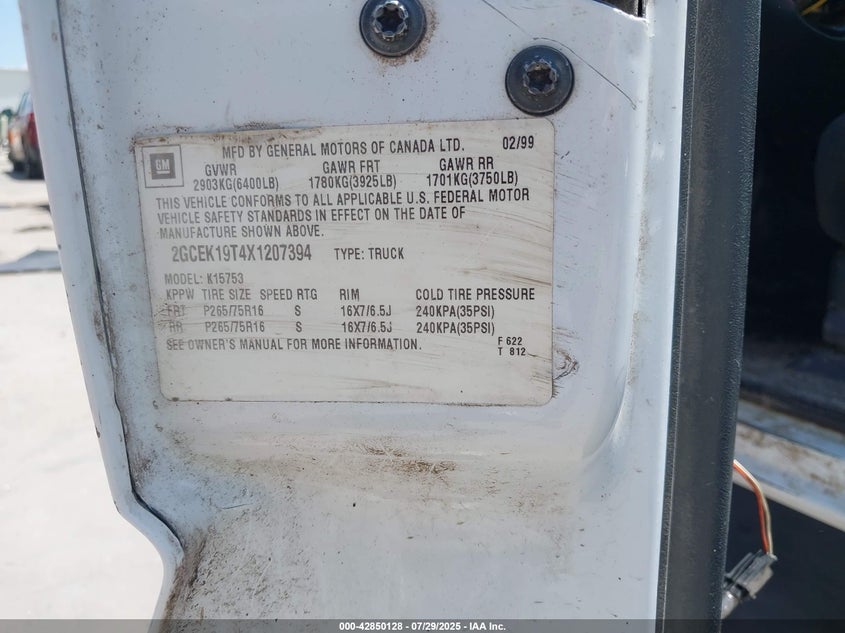 GM
MFD BY GENERAL MOTORS OF CANADA LTD. 02/99
GVWR GAWR FRT GAWR RR
2903KG(6400LB) 1780KG(3925LB) 1701KG(3750LB)
THIS VEHICLE CONFORMS TO ALL APPLICABLE U.S. FEDERAL MOTOR
VEHICLE SAFETY STANDARDS IN EFFECT ON THE DATE OF
MANUFACTURE SHOWN ABOVE.
2GCEK19T4X1207394 TYPE: TRUCK
MODEL: K15753
KPPW TIRE SIZE SPEED RTG RIM COLD TIRE PRESSURE
FRT P265/75R16 S 16X7/6.5J 240KPA(35PSI)
RR P265/75R16 S 16X7/6.5J 240KPA(35PSI)
SEE OWNER'S MANUAL FOR MORE INFORMATION. F 622
T 812
000-42850128 - 07/29/2025 - IAA Inc.